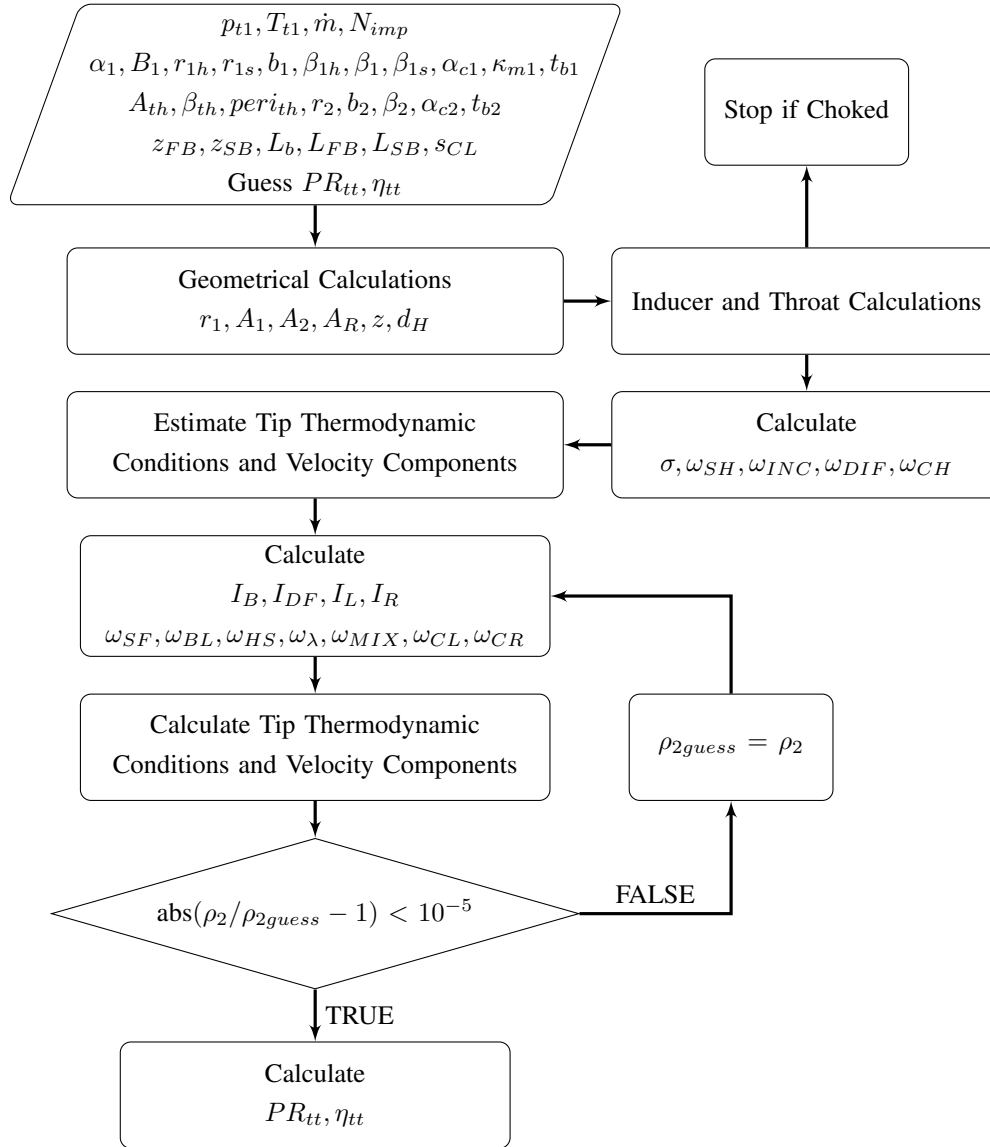 p_{t1}, T_{t1}, ṁ, N_{imp}
α_1, B_1, r_{1h}, r_{1s}, b_1, β_{1h}, β_1, β_{1s}, α_{c1}, κ_{m1}, t_{b1}
A_{th}, β_{th}, peri_{th}, r_2, b_2, β_2, α_{c2}, t_{b2}
z_{FB}, z_{SB}, L_b, L_{FB}, L_{SB}, s_{CL}
Guess PR_{tt}, η_{tt}
Stop if Choked
Geometrical Calculations
r_1, A_1, A_2, A_R, z, d_H
Inducer and Throat Calculations
Calculate
σ, ω_{SH}, ω_{INC}, ω_{DIF}, ω_{CH}
Estimate Tip Thermodynamic
Conditions and Velocity Components
Calculate
I_B, I_{DF}, I_L, I_R
ω_{SF}, ω_{BL}, ω_{HS}, ω_λ, ω_{MIX}, ω_{CL}, ω_{CR}
Calculate Tip Thermodynamic
Conditions and Velocity Components
ρ_{2guess} = ρ_2
abs(ρ_2/ρ_{2guess} − 1) < 10^{−5}
FALSE
TRUE
Calculate
PR_{tt}, η_{tt}